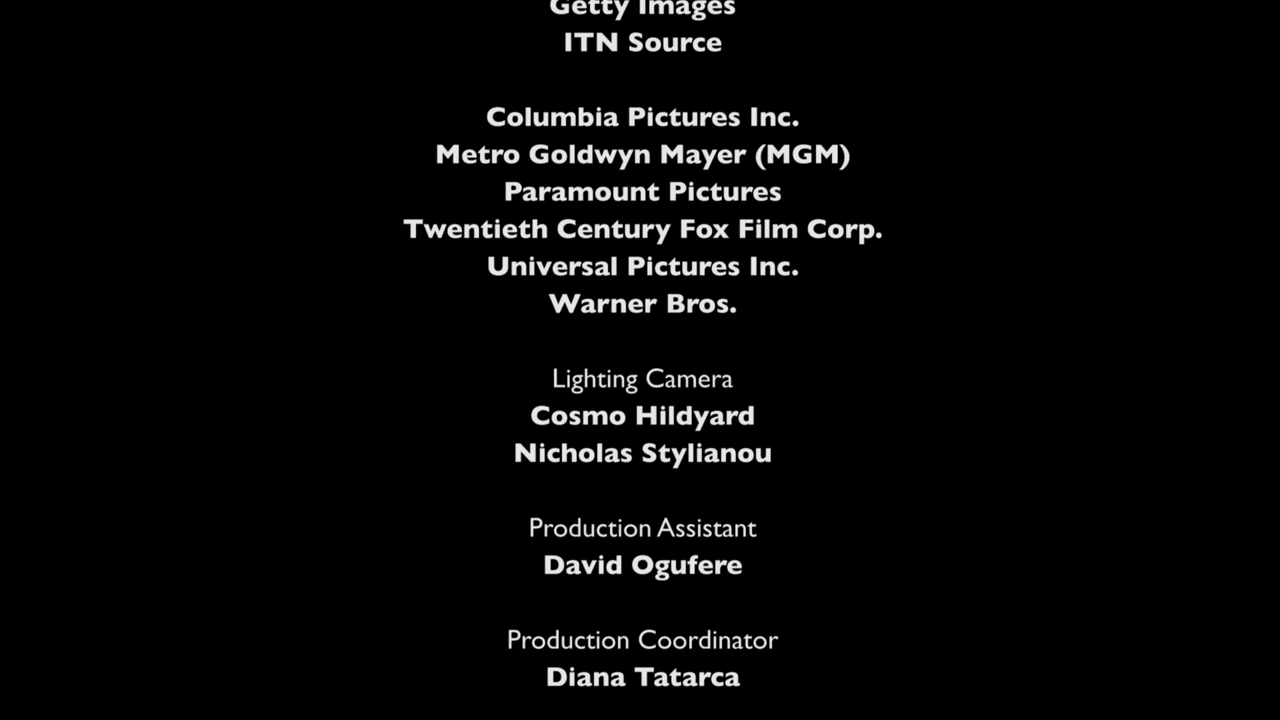 Getty Images
ITN Source
Columbia Pictures Inc.
Metro Goldwyn Mayer (MGM)
Paramount Pictures
Twentieth Century Fox Film Corp.
Universal Pictures Inc.
Warner Bros.
Lighting Camera
Cosmo Hildyard
Nicholas Stylianou
Production Assistant
David Ogufere
Production Coordinator
Diana Tatarca